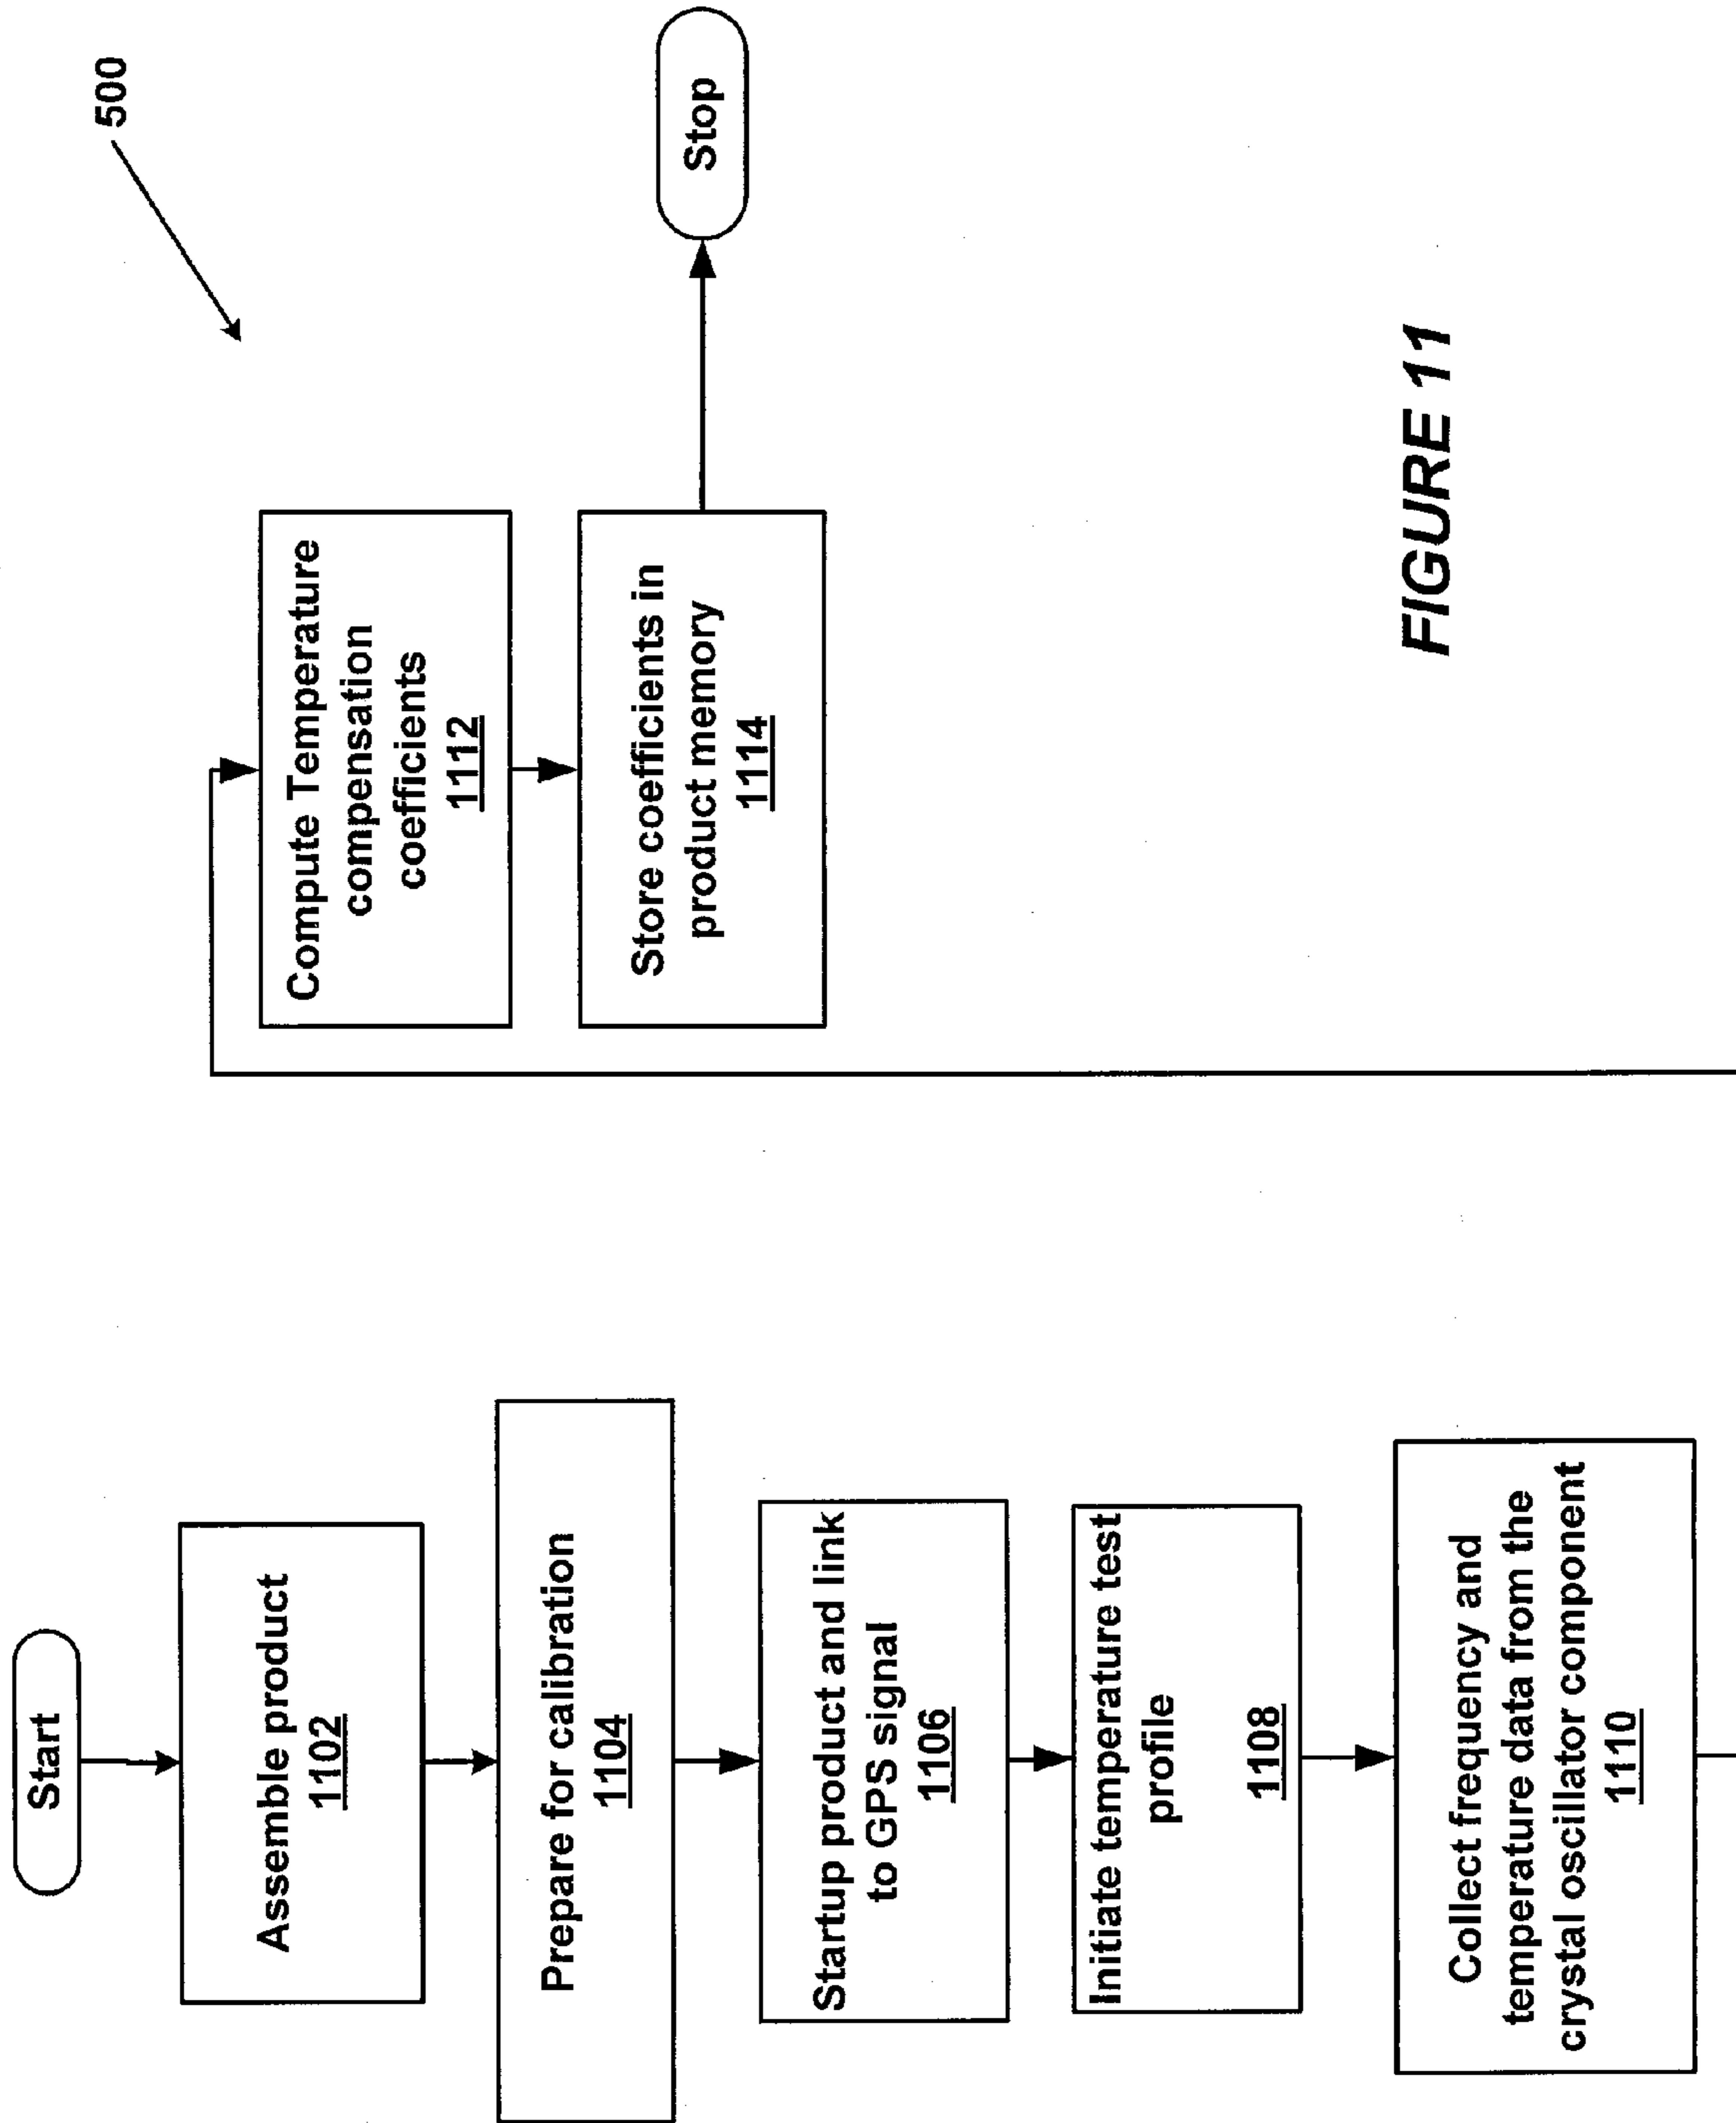 Start
Assemble product
1102
Prepare for calibration
1104
Startup product and link
to GPS signal
1106
Initiate temperature test
profile
1108
Collect frequency and
temperature data from the
crystal oscillator component
1110
500
Compute Temperature
compensation
coefficients
1112
Store coefficients in
product memory
1114
Stop
FIGURE 11